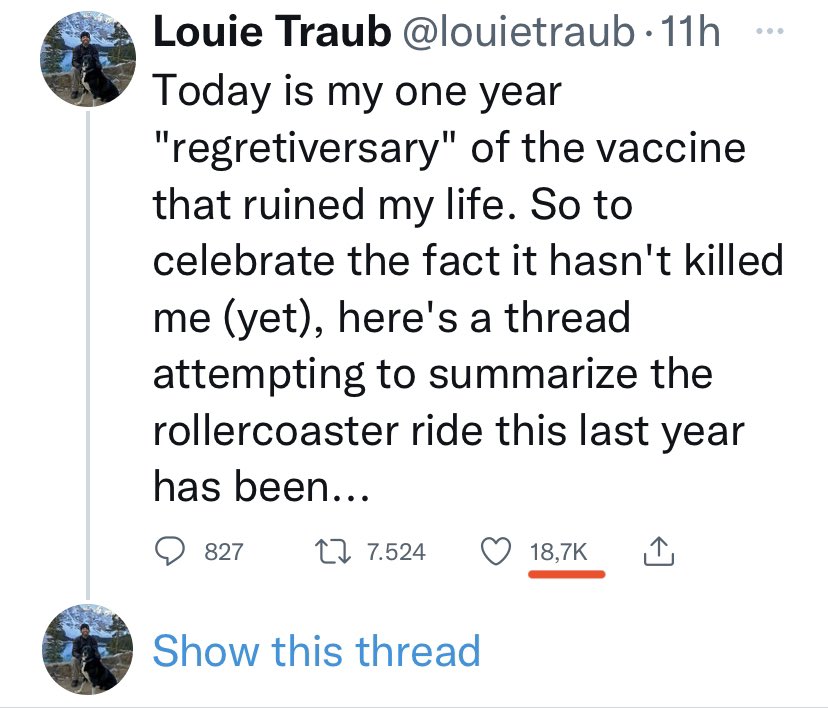 Louie Traub @louietraub · 11h ...
Today is my one year
"regretiversary" of the vaccine
that ruined my life. So to
celebrate the fact it hasn't killed
me (yet), here's a thread
attempting to summarize the
rollercoaster ride this last year
has been...
827 7.524 18,7K
Show this thread